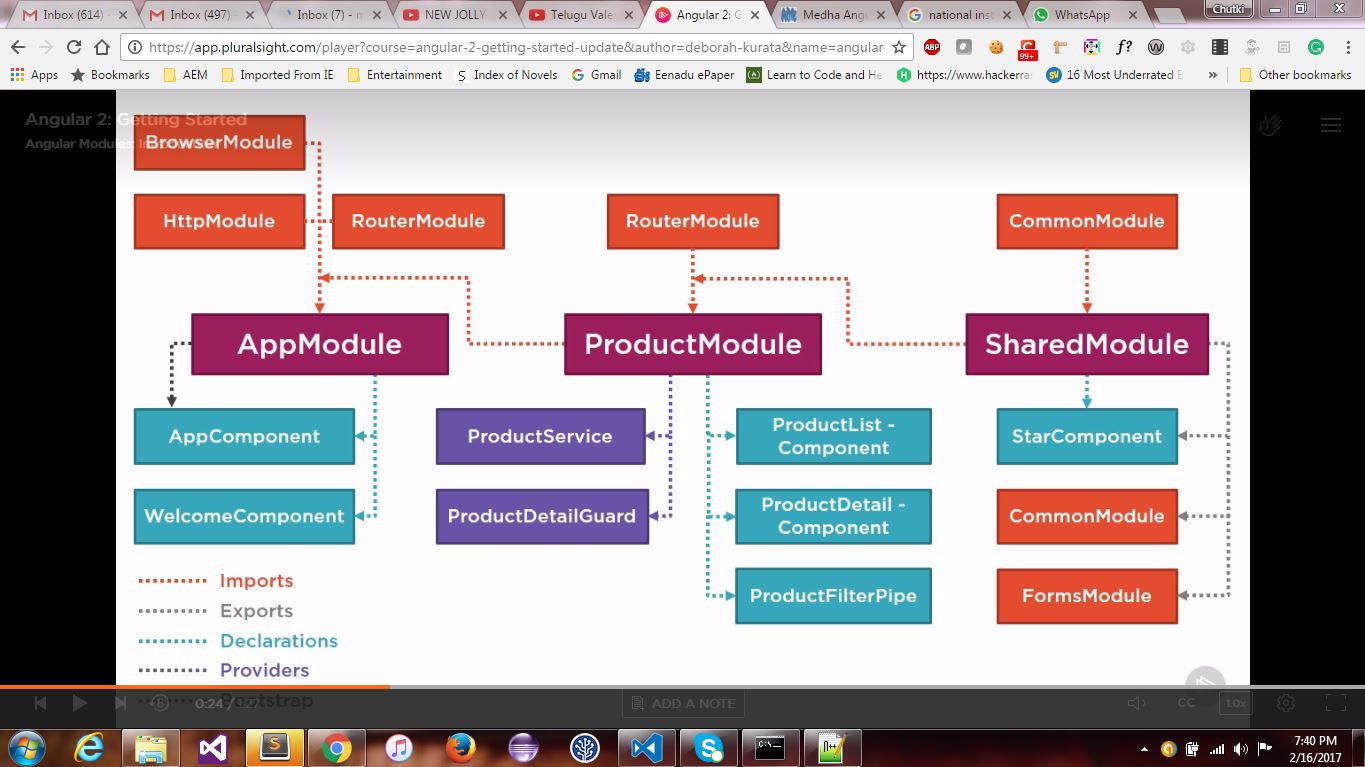 Inbox (614) -
Inbox (497) -
Inbox (7) - m
NEW JOLLY
Telugu Vale
Angular 2: G
Medha Ang
national inst
WhatsApp
Chutki
https://app.pluralsight.com/player?course=angular-2-getting-started-update&author=deborah-kurata&name=angular-
ABP
99+
f?
Apps
Bookmarks
AEM
Imported From IE
Entertainment
Index of Novels
Gmail
Eenadu ePaper
Learn to Code and He
https://www.hackerra
16 Most Underrated E
»
Other bookmarks
Angular 2: Getting Started
Angular Modules:
BrowserModule
HttpModule
RouterModule
RouterModule
CommonModule
AppModule
ProductModule
SharedModule
AppComponent
ProductService
ProductList -
Component
StarComponent
WelcomeComponent
ProductDetailGuard
ProductDetail -
Component
CommonModule
ProductFilterPipe
FormsModule
Imports
Exports
Declarations
Providers
Bootstrap
0:24 /
ADD A NOTE
CC
1.0x
7:40 PM
2/16/2017